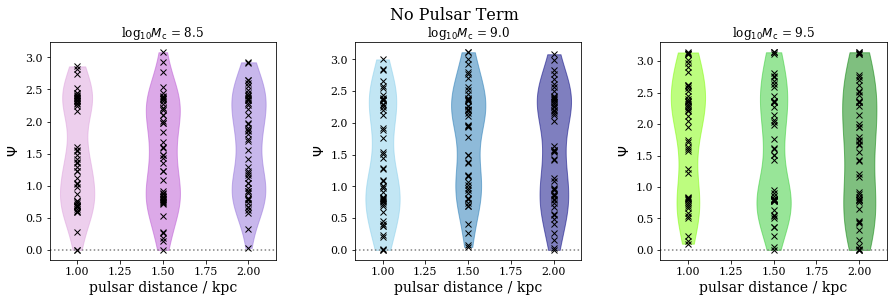 No Pulsar Term
log₁₀M_c = 8.5
log₁₀M_c = 9.0
log₁₀M_c = 9.5
3.0
2.5
2.0
1.5
1.0
0.5
0.0
Ψ
1.00 1.25 1.50 1.75 2.00
pulsar distance / kpc
3.0
2.5
2.0
1.5
1.0
0.5
0.0
Ψ
1.00 1.25 1.50 1.75 2.00
pulsar distance / kpc
3.0
2.5
2.0
1.5
1.0
0.5
0.0
Ψ
1.00 1.25 1.50 1.75 2.00
pulsar distance / kpc